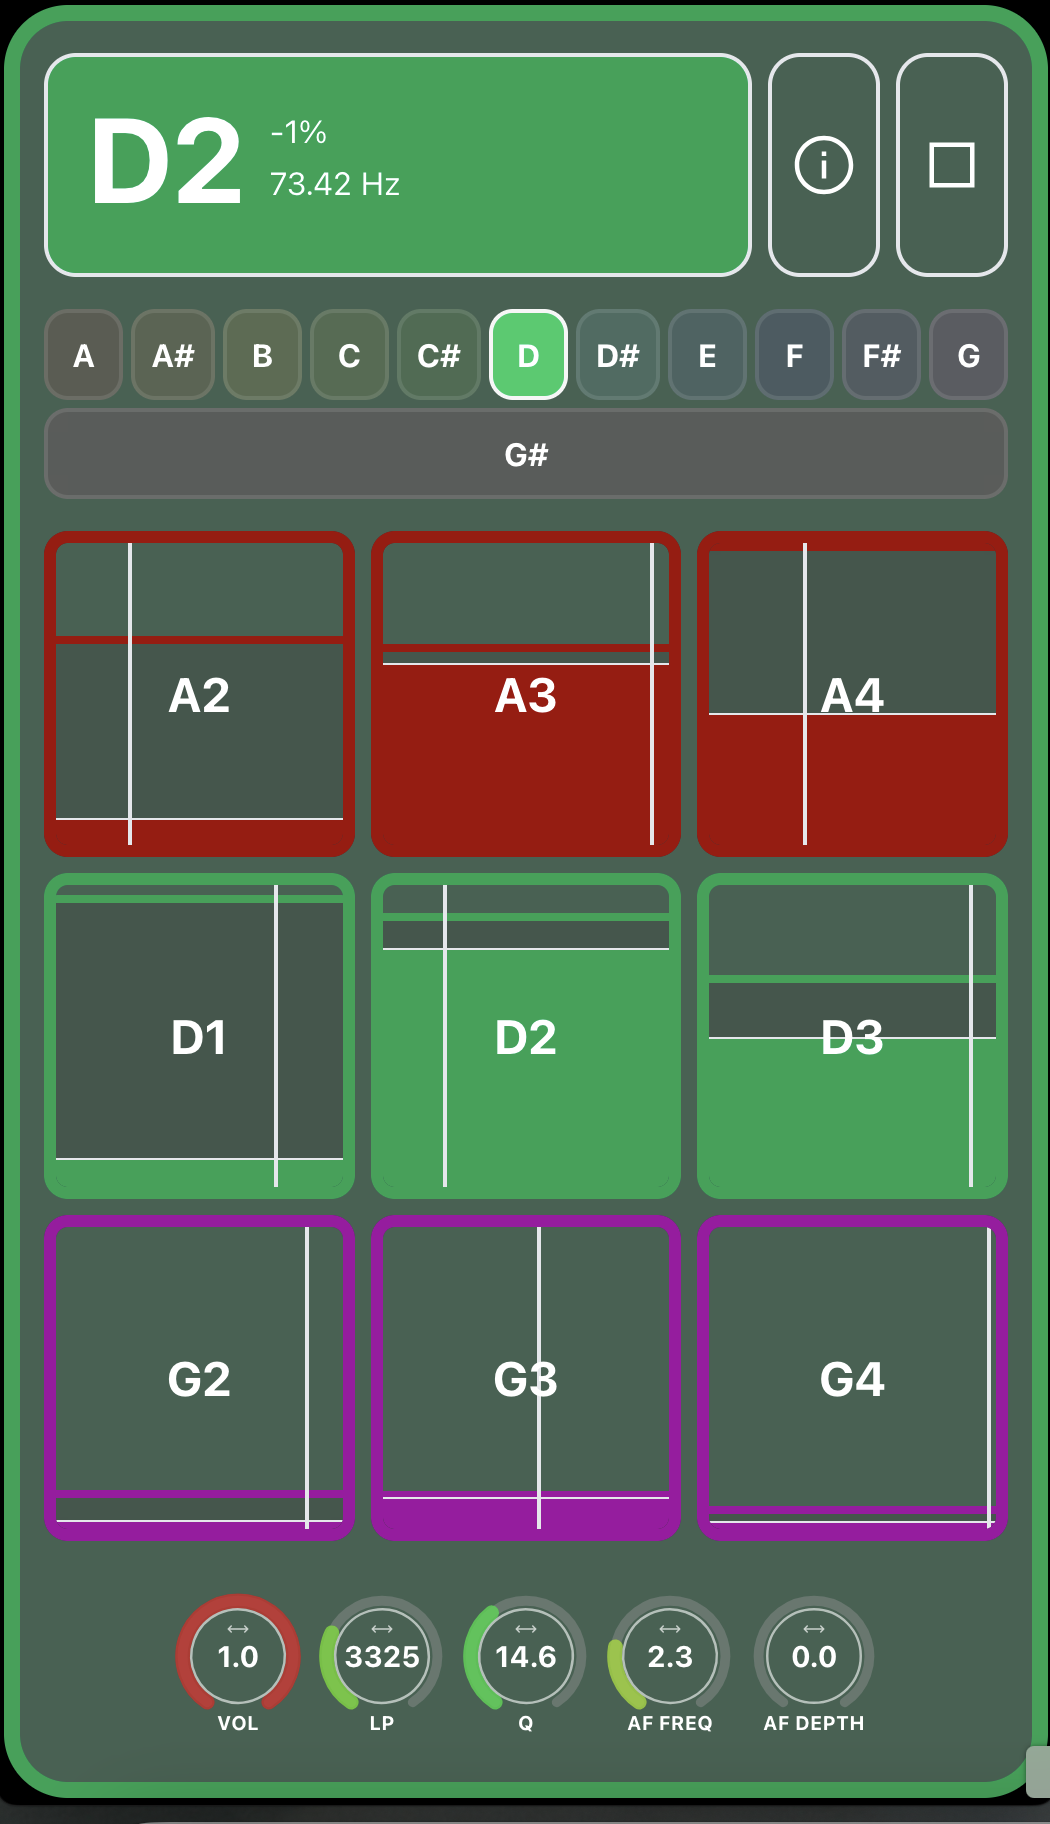 D2
-1%
73.42 Hz
A A# B C C# D D# E F F# G
G#
A2 A3 A4
D1 D2 D3
G2 G3 G4
1.0 3325 14.6 2.3 0.0
VOL LP Q AF FREQ AF DEPTH